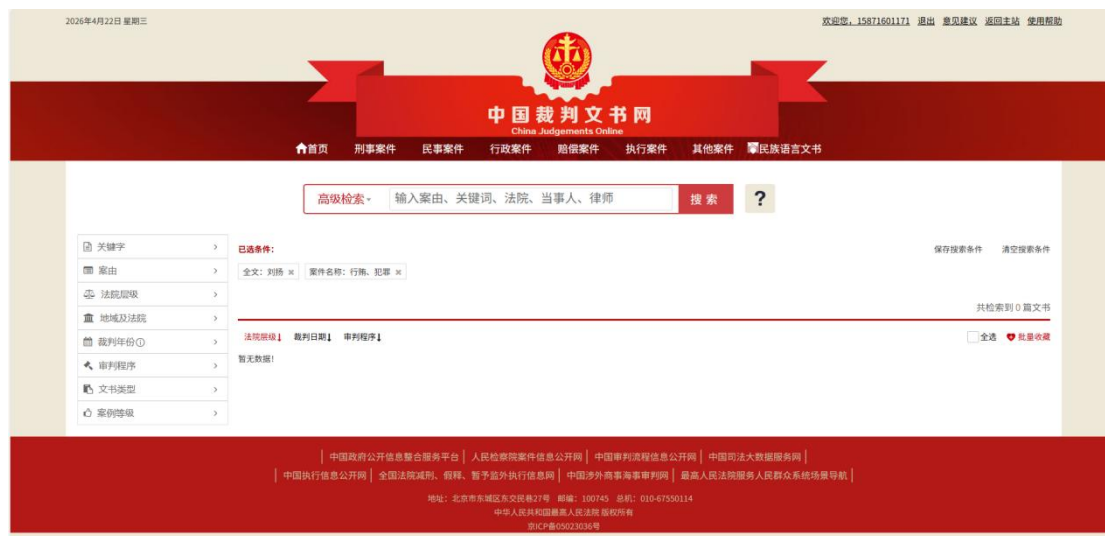 2026年4月22日 星期三
欢迎您，15871601171 退出 意见建议 返回主站 使用帮助
中国裁判文书网
China Judgements Online
首页 刑事案件 民事案件 行政案件 赔偿案件 执行案件 其他案件 民族语言文书
高级检索 输入案由、关键词、法院、当事人、律师 搜索 ?
关键字
案由
法院层级
地域及法院
裁判年份
审判程序
文书类型
案例等级
已选条件：
保存搜索条件 清空搜索条件
全文：刘扬 × 案件名称：行贿、犯罪 ×
共检索到 0 篇文书
法院层级↓ 裁判日期↓ 审判程序↓
全选 批量收藏
暂无数据!
| 中国政府公开信息整合服务平台 | 人民检察院案件信息公开网 | 中国审判流程信息公开网 | 中国司法大数据服务网 |
| 中国执行信息公开网 | 全国法院减刑、假释、暂予监外执行信息网 | 中国涉外商事海事审判网 | 最高人民法院服务人民群众系统场景导航 |
地址：北京市东城区东交民巷27号 邮编：100745 总机：010-67550114
中华人民共和国最高人民法院 版权所有
京ICP备05023036号